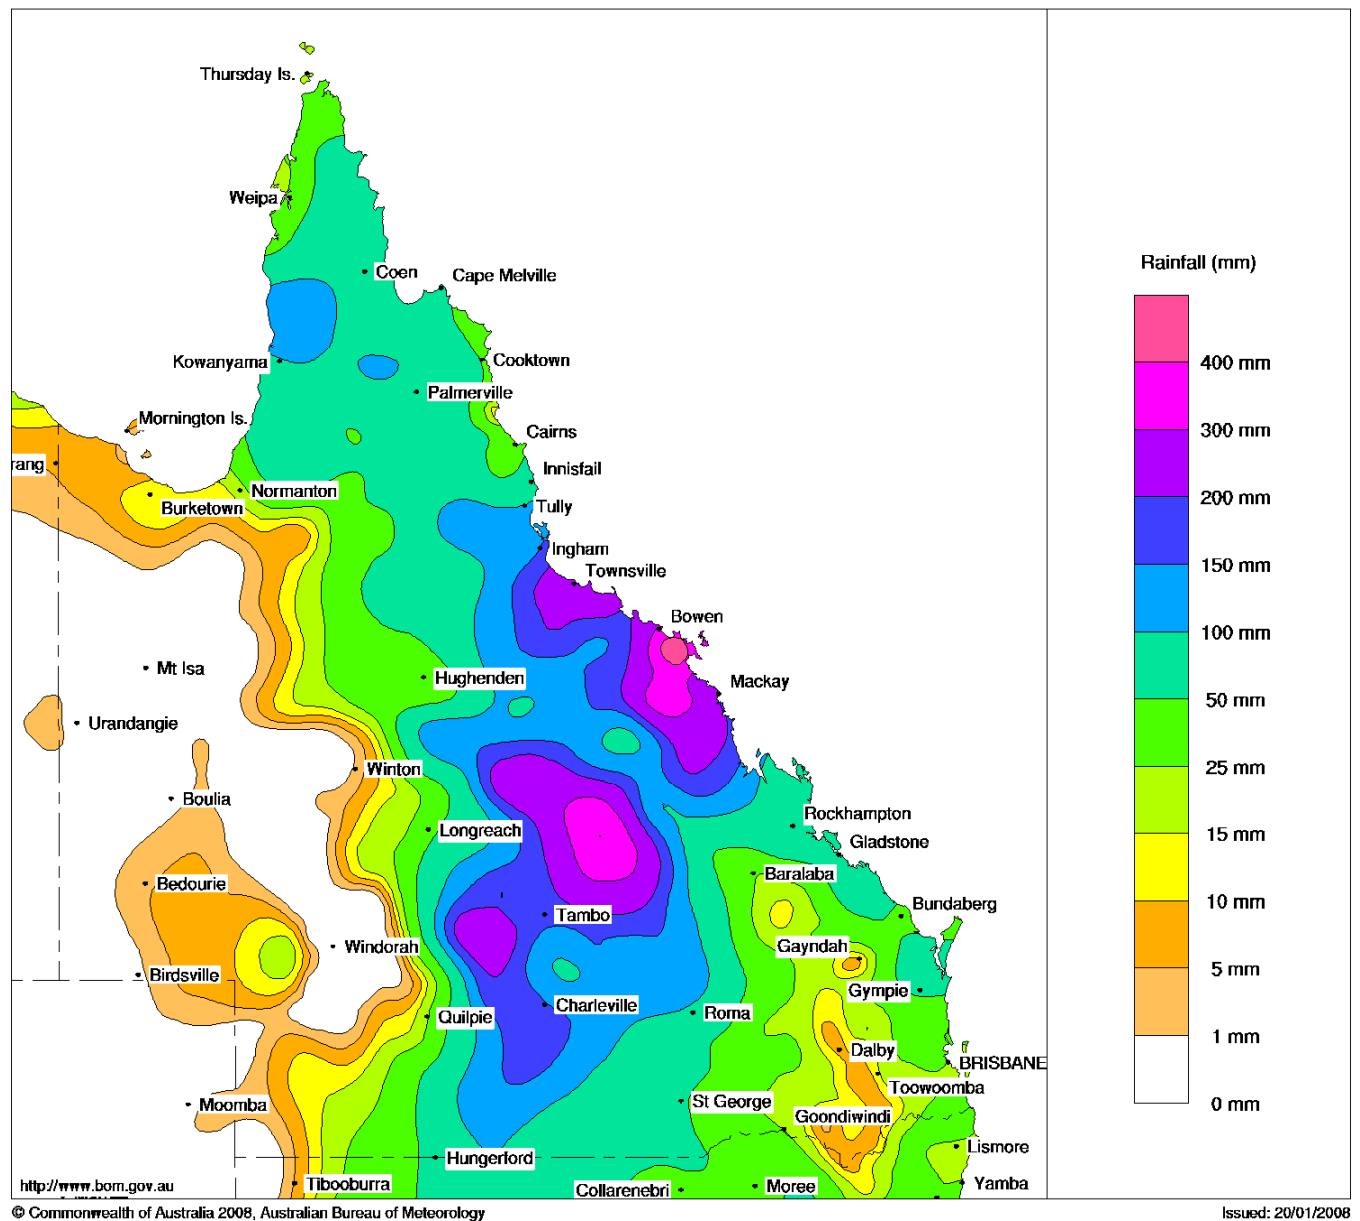 Thursday Is.
Weipa
Coen
Cape Melville
Kowanyama
Cooktown
Palmerville
Mornington Is.
Cairns
rang
Innisfail
Normanton
Burketown
Tully
Ingham
Townsville
Bowen
Mt Isa
Hughenden
Mackay
Urandangie
Winton
Boulia
Longreach
Rockhampton
Gladstone
Bedourie
Baralaba
Tambo
Bundaberg
Windorah
Gayndah
Birdsville
Gympie
Charleville
Quilpie
Roma
Dalby
BRISBANE
Toowoomba
Moomba
St George
Goondiwindi
Lismore
Hungerford
Tibooburra
Collarenebri
Moree
Yamba
Rainfall (mm)
400 mm
300 mm
200 mm
150 mm
100 mm
50 mm
25 mm
15 mm
10 mm
5 mm
1 mm
0 mm
http://www.bom.gov.au
© Commonwealth of Australia 2008, Australian Bureau of Meteorology
Issued: 20/01/2008